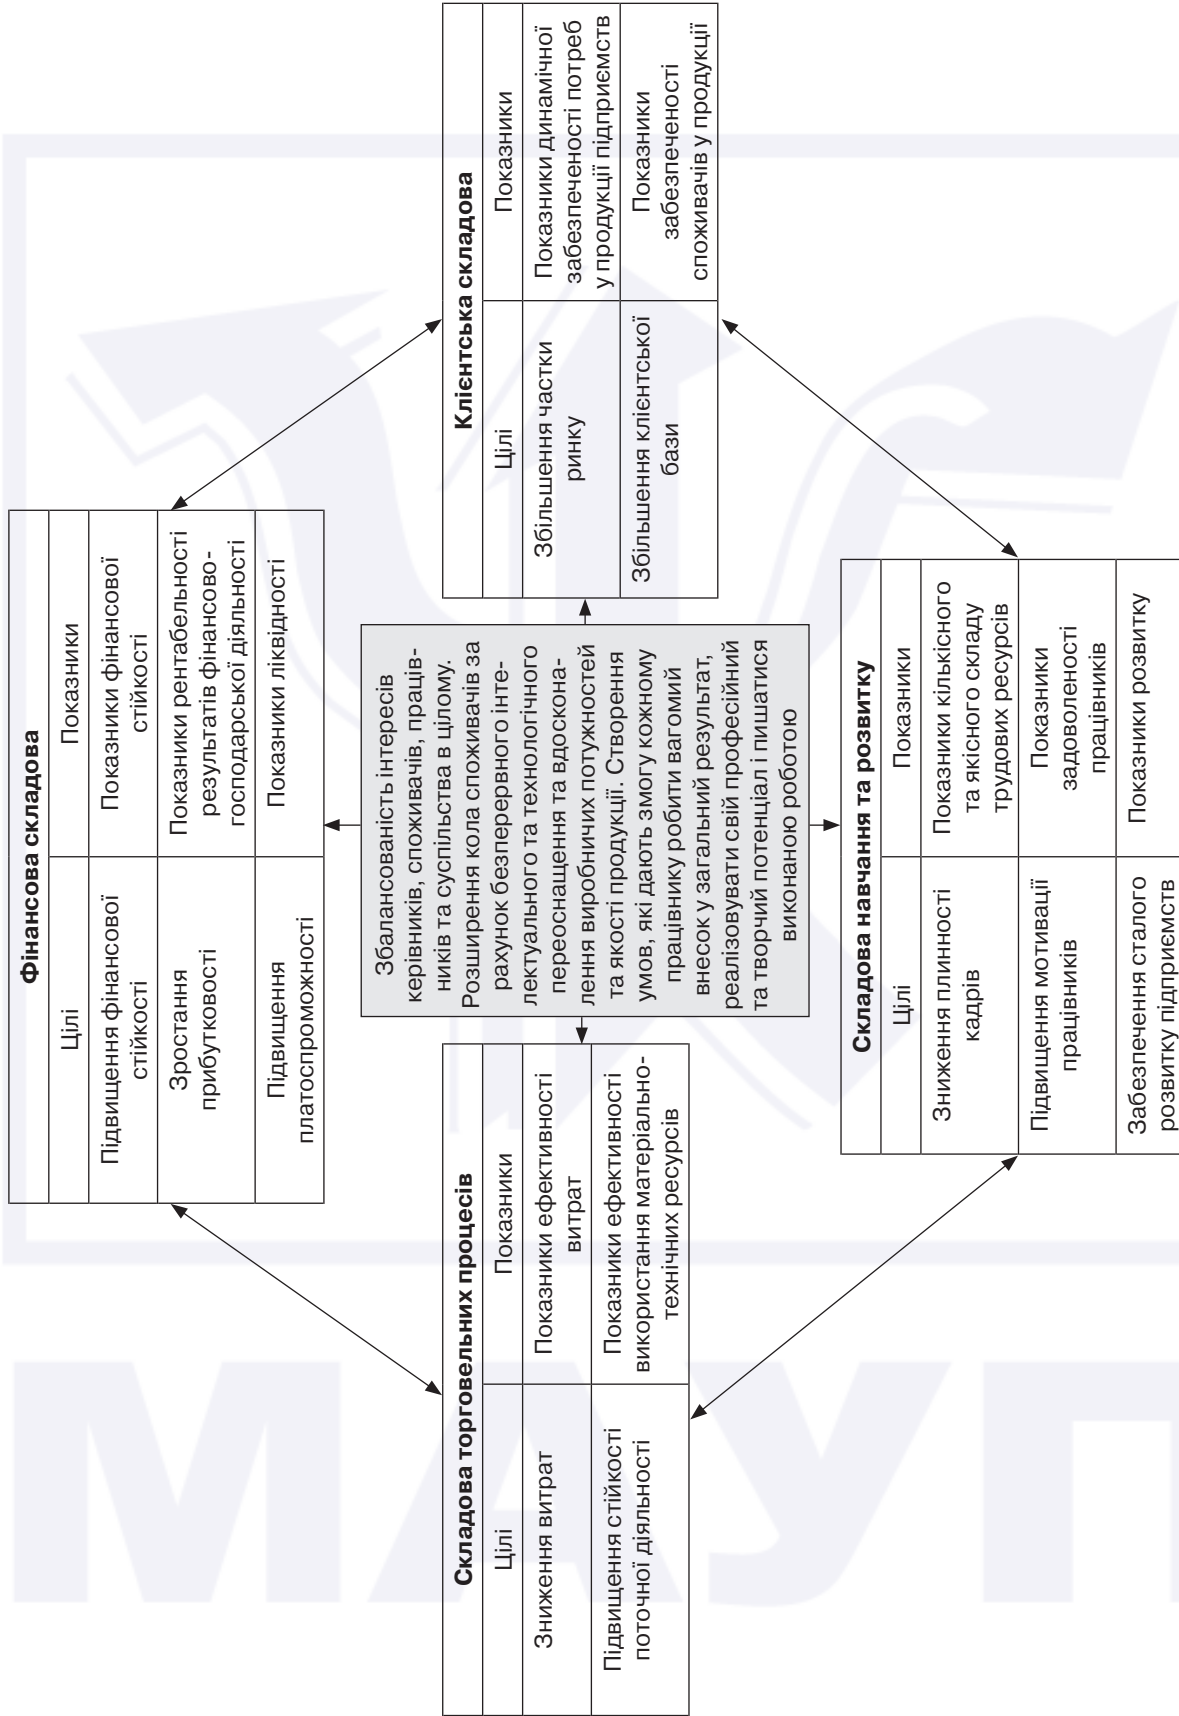 Фінансова складова
Цілі
Показники
Підвищення фінансової
стійкості
Показники фінансової
стійкості
Зростання
прибутковості
Показники рентабельності
результатів фінансово-
господарської діяльності
Підвищення
платоспроможності
Показники ліквідності
Складова торговельних процесів
Цілі
Показники
Зниження витрат
Показники ефективності
витрат
Підвищення стійкості
поточної діяльності
Показники ефективності
використання матеріально-
технічних ресурсів
Збалансованість інтересів
керівників, споживачів, праців-
ників та суспільства в цілому.
Розширення кола споживачів за
рахунок безперервного інте-
лектуального та технологічного
переоснащення та вдоскона-
лення виробничих потужностей
та якості продукції. Створення
умов, які дають змогу кожному
працівнику робити вагомий
внесок у загальний результат,
реалізовувати свій професійний
та творчий потенціал і пишатися
виконаною роботою
Клієнтська складова
Цілі
Показники
Збільшення частки
ринку
Показники динамічної
забезпеченості потреб
у продукції підприємств
Збільшення клієнтської
бази
Показники
забезпеченості
споживачів у продукції
Складова навчання та розвитку
Цілі
Показники
Зниження плинності
кадрів
Показники кількісного
та якісного складу
трудових ресурсів
Підвищення мотивації
працівників
Показники
задоволеності
працівників
Забезпечення сталого
розвитку підприємств
Показники розвитку
МАУП